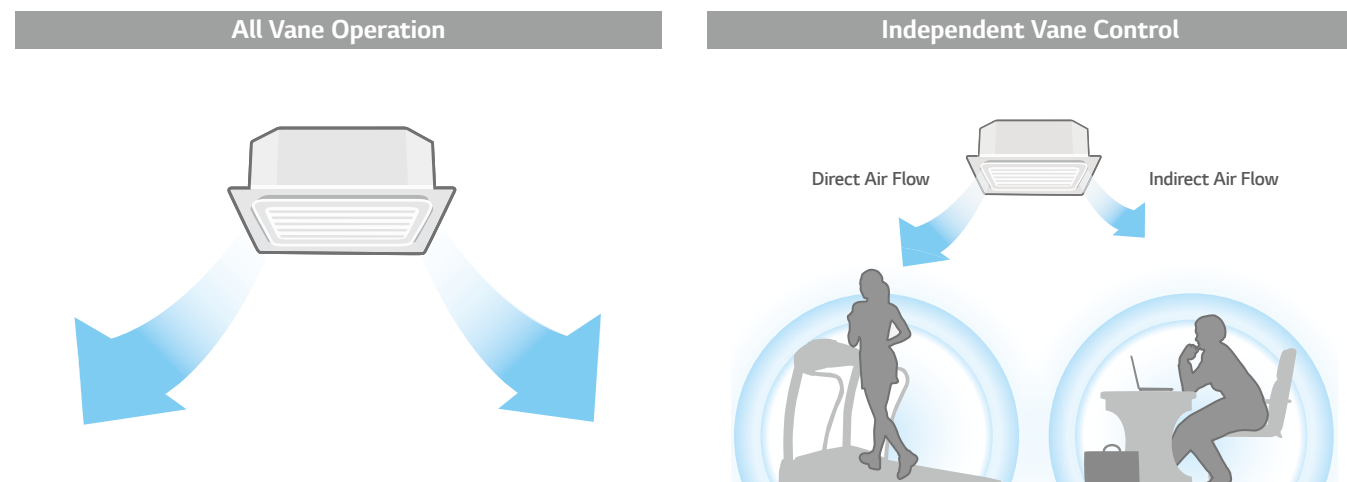 All Vane Operation
Independent Vane Control
Direct Air Flow
Indirect Air Flow